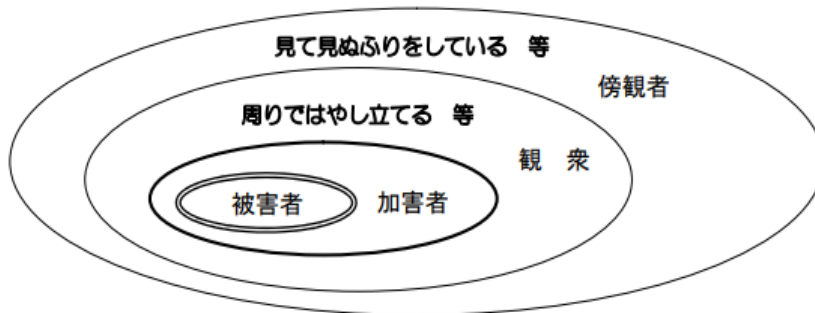 見て見ぬふりをしている　等
傍観者
周りではやし立てる　等
観　衆
被害者
加害者